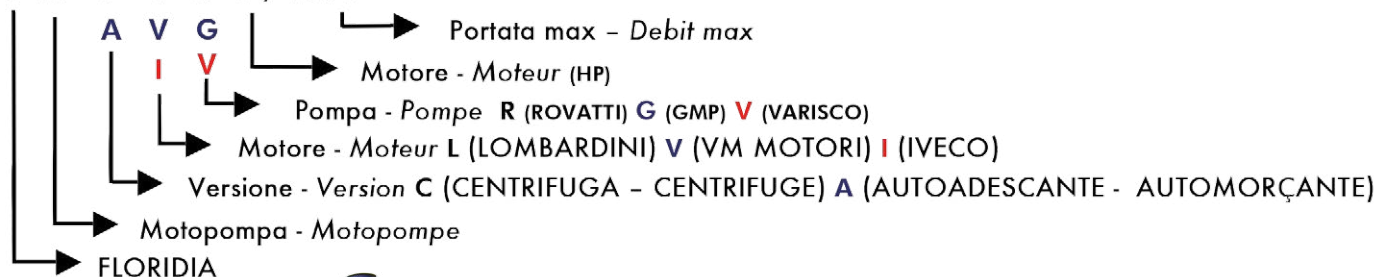 A V G
Portata max – Debit max
I V
Motore - Moteur (HP)
Pompa - Pompe R (ROVATTI) G (GMP) V (VARISCO)
Motore - Moteur L (LOMBARDINI) V (VM MOTORI) I (IVECO)
Versione - Version C (CENTRIFUGA – CENTRIFUGE) A (AUTOADESCANTE - AUTOMORÇANTE)
Motopompa - Motopompe
FLORIDIA